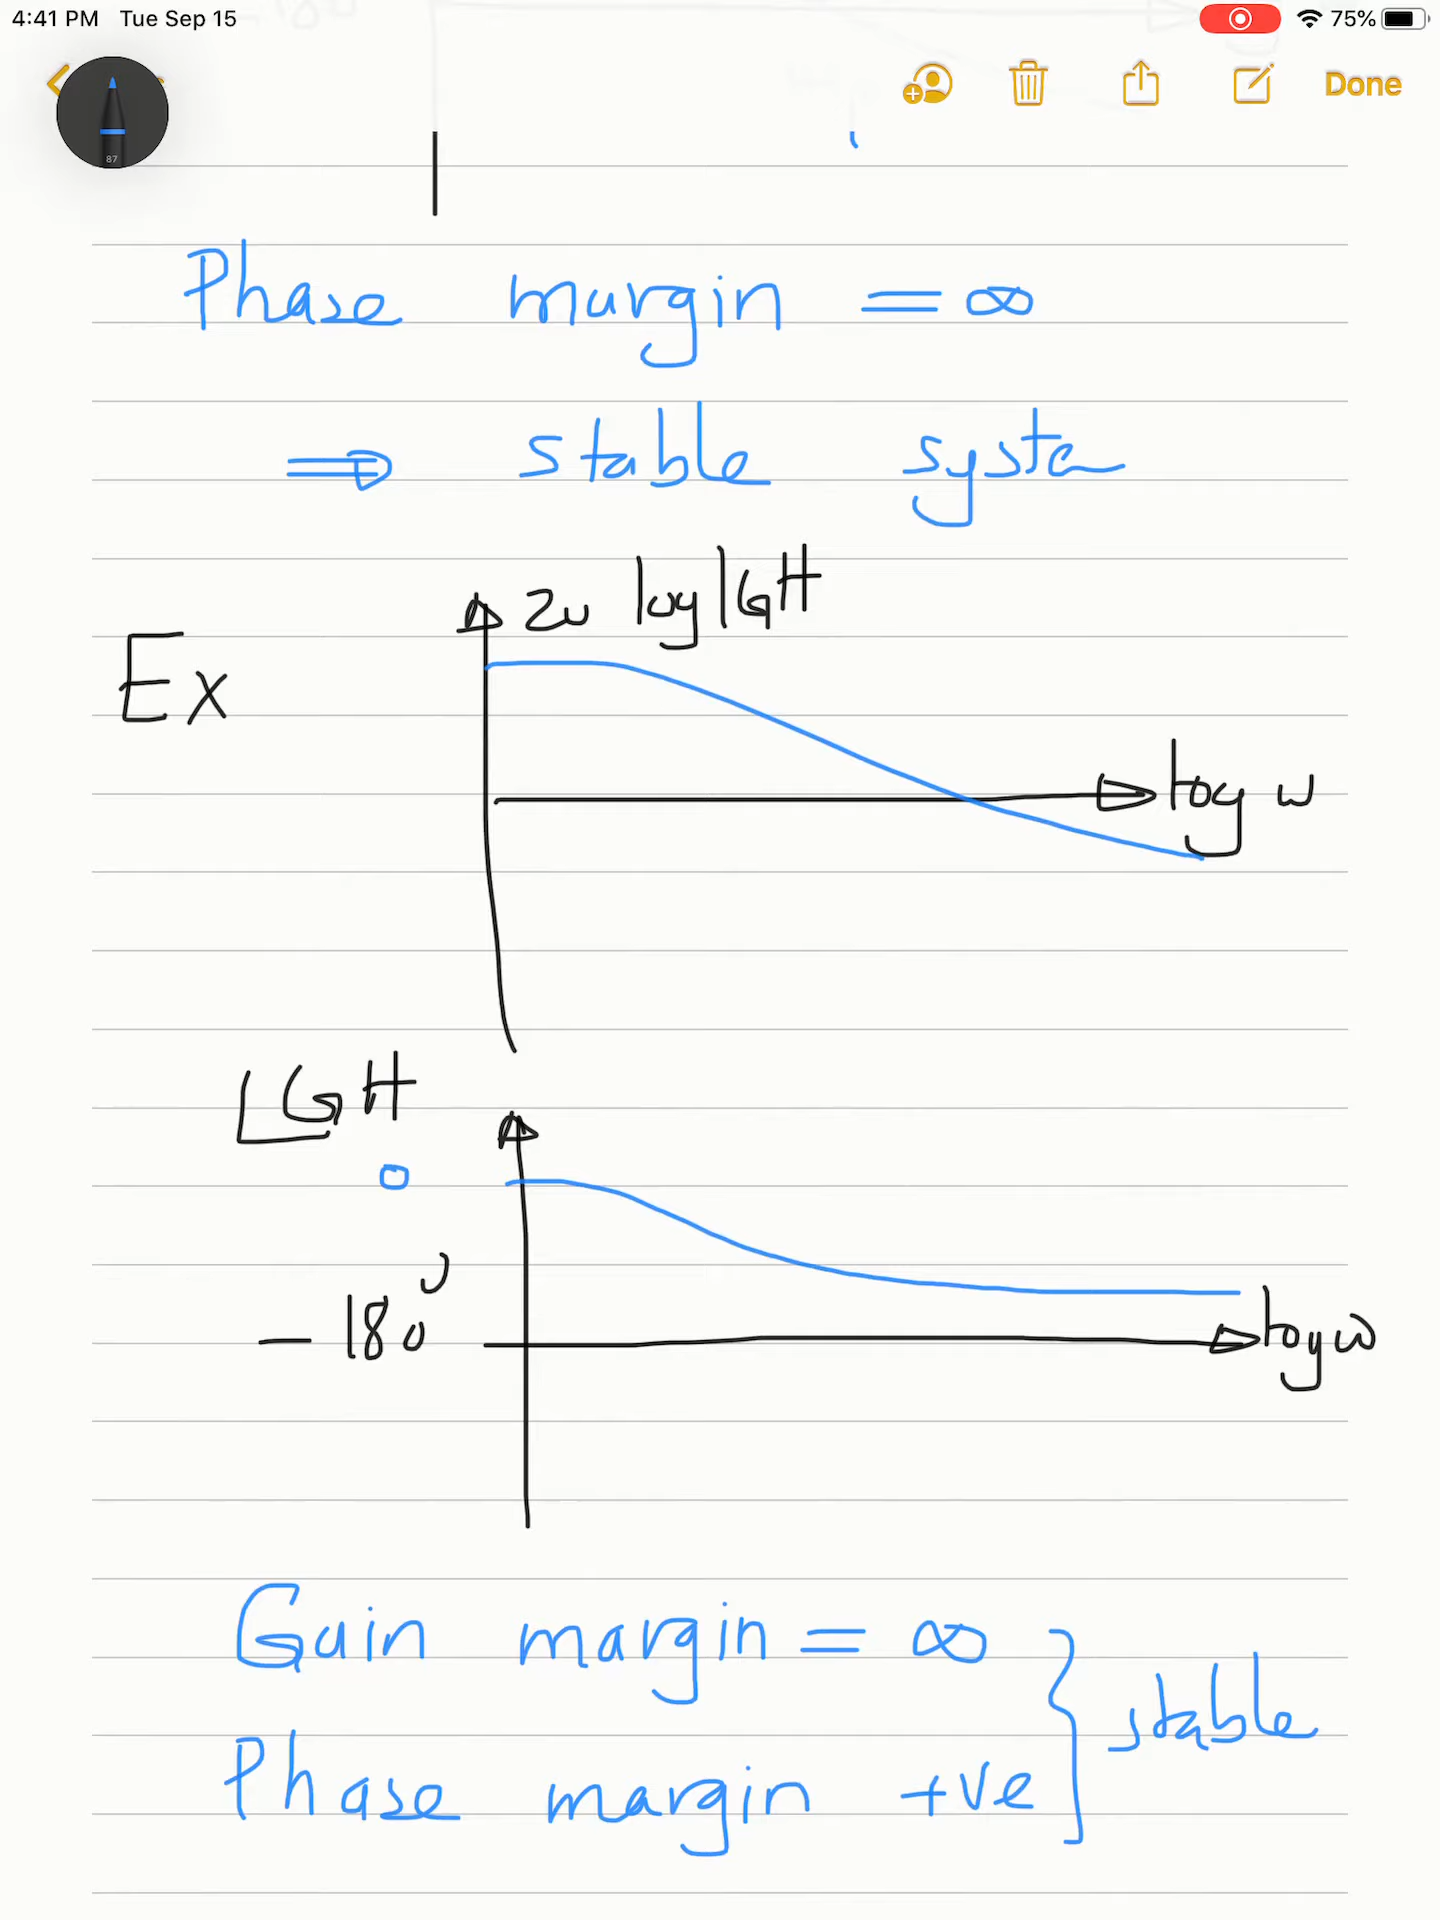 4:41 PM Tue Sep 15
75%
Done
87
Phase margin = ∞
⇒ stable syste
20 log |GH
Ex
log w
∠GH
0
- 180°
log ω
Gain margin = ∞
Phase margin +ve
} stable